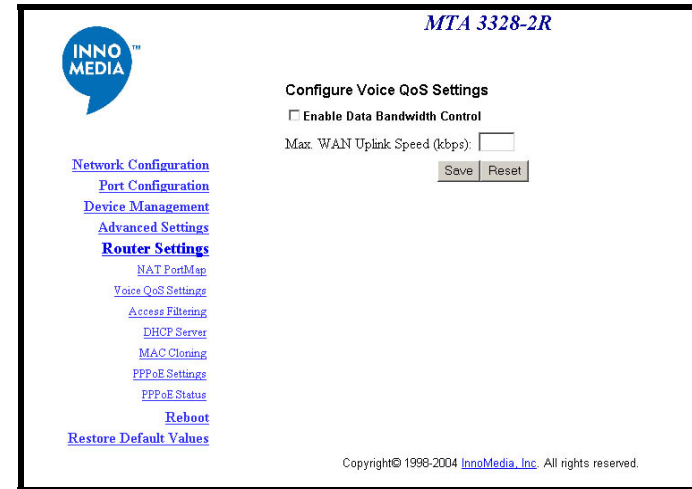 MTA 3328-2R
INNO ™
MEDIA
Configure Voice QoS Settings
Enable Data Bandwidth Control
Max. WAN Uplink Speed (kbps):
Save Reset
Network Configuration
Port Configuration
Device Management
Advanced Settings
Router Settings
NAT PortMap
Voice QoS Settings
Access Filtering
DHCP Server
MAC Cloning
PPPoE Settings
PPPoE Status
Reboot
Restore Default Values
Copyright© 1998-2004 InnoMedia, Inc. All rights reserved.